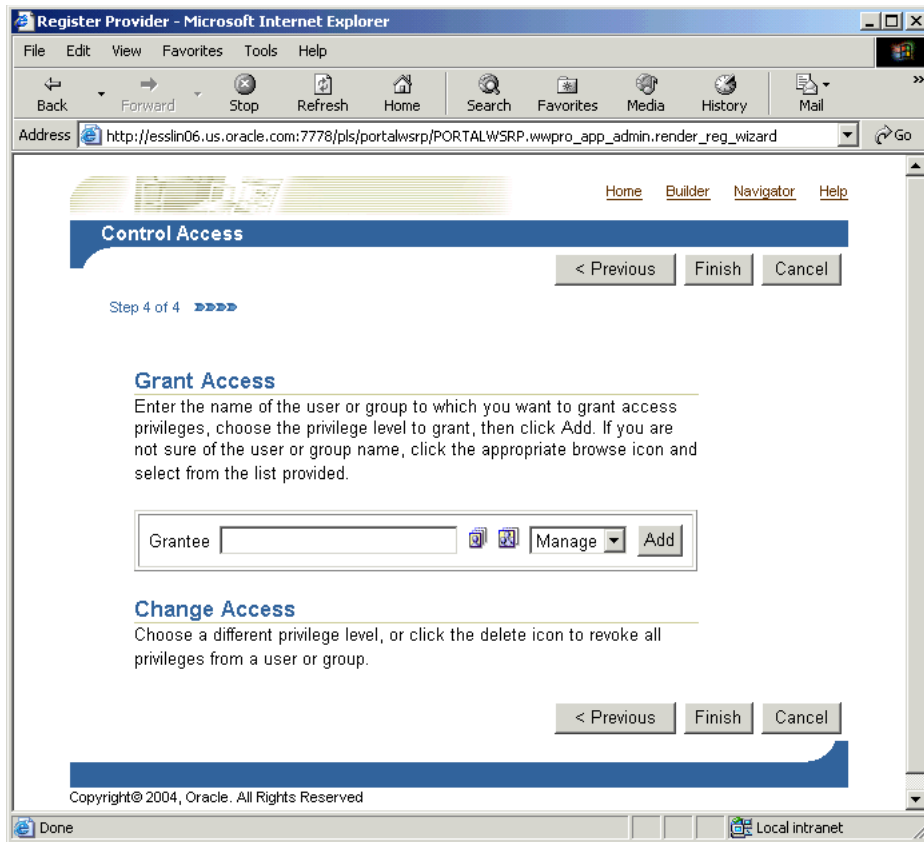 Register Provider - Microsoft Internet Explorer
File Edit View Favorites Tools Help
Back Forward Stop Refresh Home Search Favorites Media History Mail
Address http://esslin06.us.oracle.com:7778/pls/portalwsrp/PORTALWSRP.wwpro_app_admin.render_reg_wizard Go
Home Builder Navigator Help
Control Access
< Previous Finish Cancel
Step 4 of 4
Grant Access
Enter the name of the user or group to which you want to grant access
privileges, choose the privilege level to grant, then click Add. If you are
not sure of the user or group name, click the appropriate browse icon and
select from the list provided.
Grantee Manage Add
Change Access
Choose a different privilege level, or click the delete icon to revoke all
privileges from a user or group.
< Previous Finish Cancel
Copyright© 2004, Oracle. All Rights Reserved
Done Local intranet